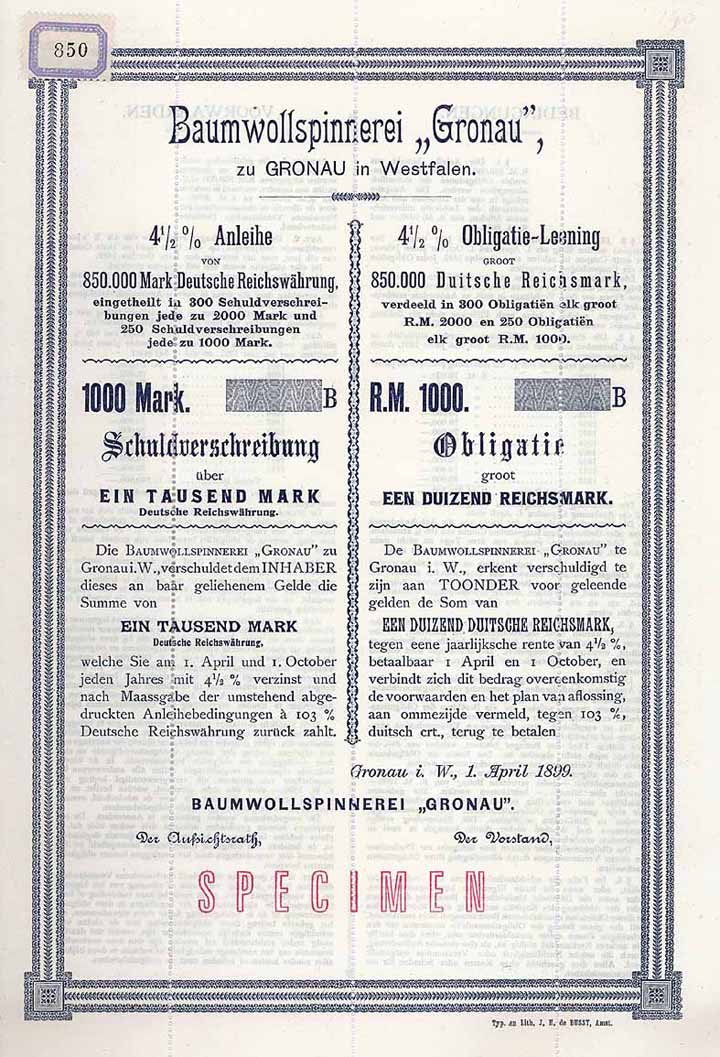 850
Baumwollspinnerei „Gronau”,
zu GRONAU in Westfalen.
4½ % Anleihe
VON
850.000 Mark Deutsche Reichswährung,
eingetheilt in 300 Schuldverschrei-
bungen jede zu 2000 Mark und
250 Schuldverschreibungen
jede zu 1000 Mark.
1000 Mark. B
Schuldverschreibung
über
EIN TAUSEND MARK
Deutsche Reichswährung.
Die BAUMWOLLSPINNEREI „GRONAU” zu
Gronau i. W., verschuldet dem INHABER
dieses an baar geliehenem Gelde die
Summe von
EIN TAUSEND MARK
Deutsche Reichswährung,
welche Sie am 1. April und 1. October
jeden Jahres mit 4½ % verzinst und
nach Maassgabe der umstehend abge-
druckten Anleihebedingungen à 103 %
Deutsche Reichswährung zurück zahlt.
4½ % Obligatie-Leening
GROOT
850.000 Duitsche Reichsmark,
verdeeld in 300 Obligatiën elk groot
R.M. 2000 en 250 Obligatiën
elk groot R.M. 1000.
R.M. 1000. B
Obligatie
groot
EEN DUIZEND REICHSMARK.
De BAUMWOLLSPINNEREI „GRONAU” te
Gronau i. W., erkent verschuldigd te
zijn aan TOONDER voor geleende
gelden de Som van
EEN DUIZEND DUITSCHE REICHSMARK,
tegen eene jaarlijksche rente van 4½ %,
betaalbaar 1 April en 1 October, en
verbindt zich dit bedrag overeenkomstig
de voorwaarden en het plan van aflossing,
aan ommezijde vermeld, tegen 103 %,
duitsch crt., terug te betalen
Gronau i. W., 1. April 1899.
BAUMWOLLSPINNEREI „GRONAU”.
Der Aufsichtsrath,
Der Vorstand,
SPECIMEN
Typ. en Lith. J. H. de BUSSY, Amst.